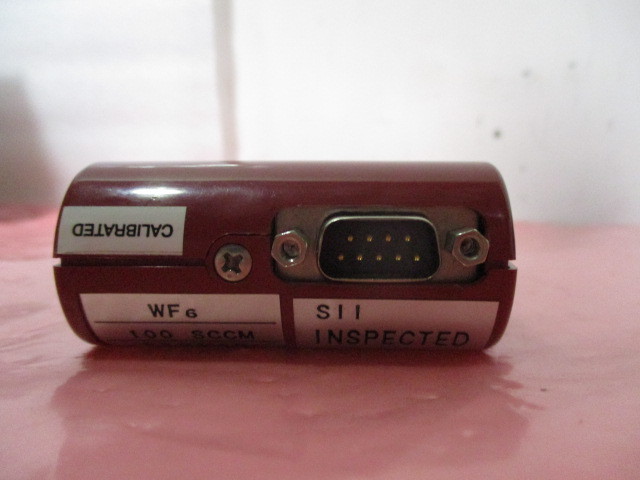 CALIBRATED
WF6
100 SCCM
SII
INSPECTED